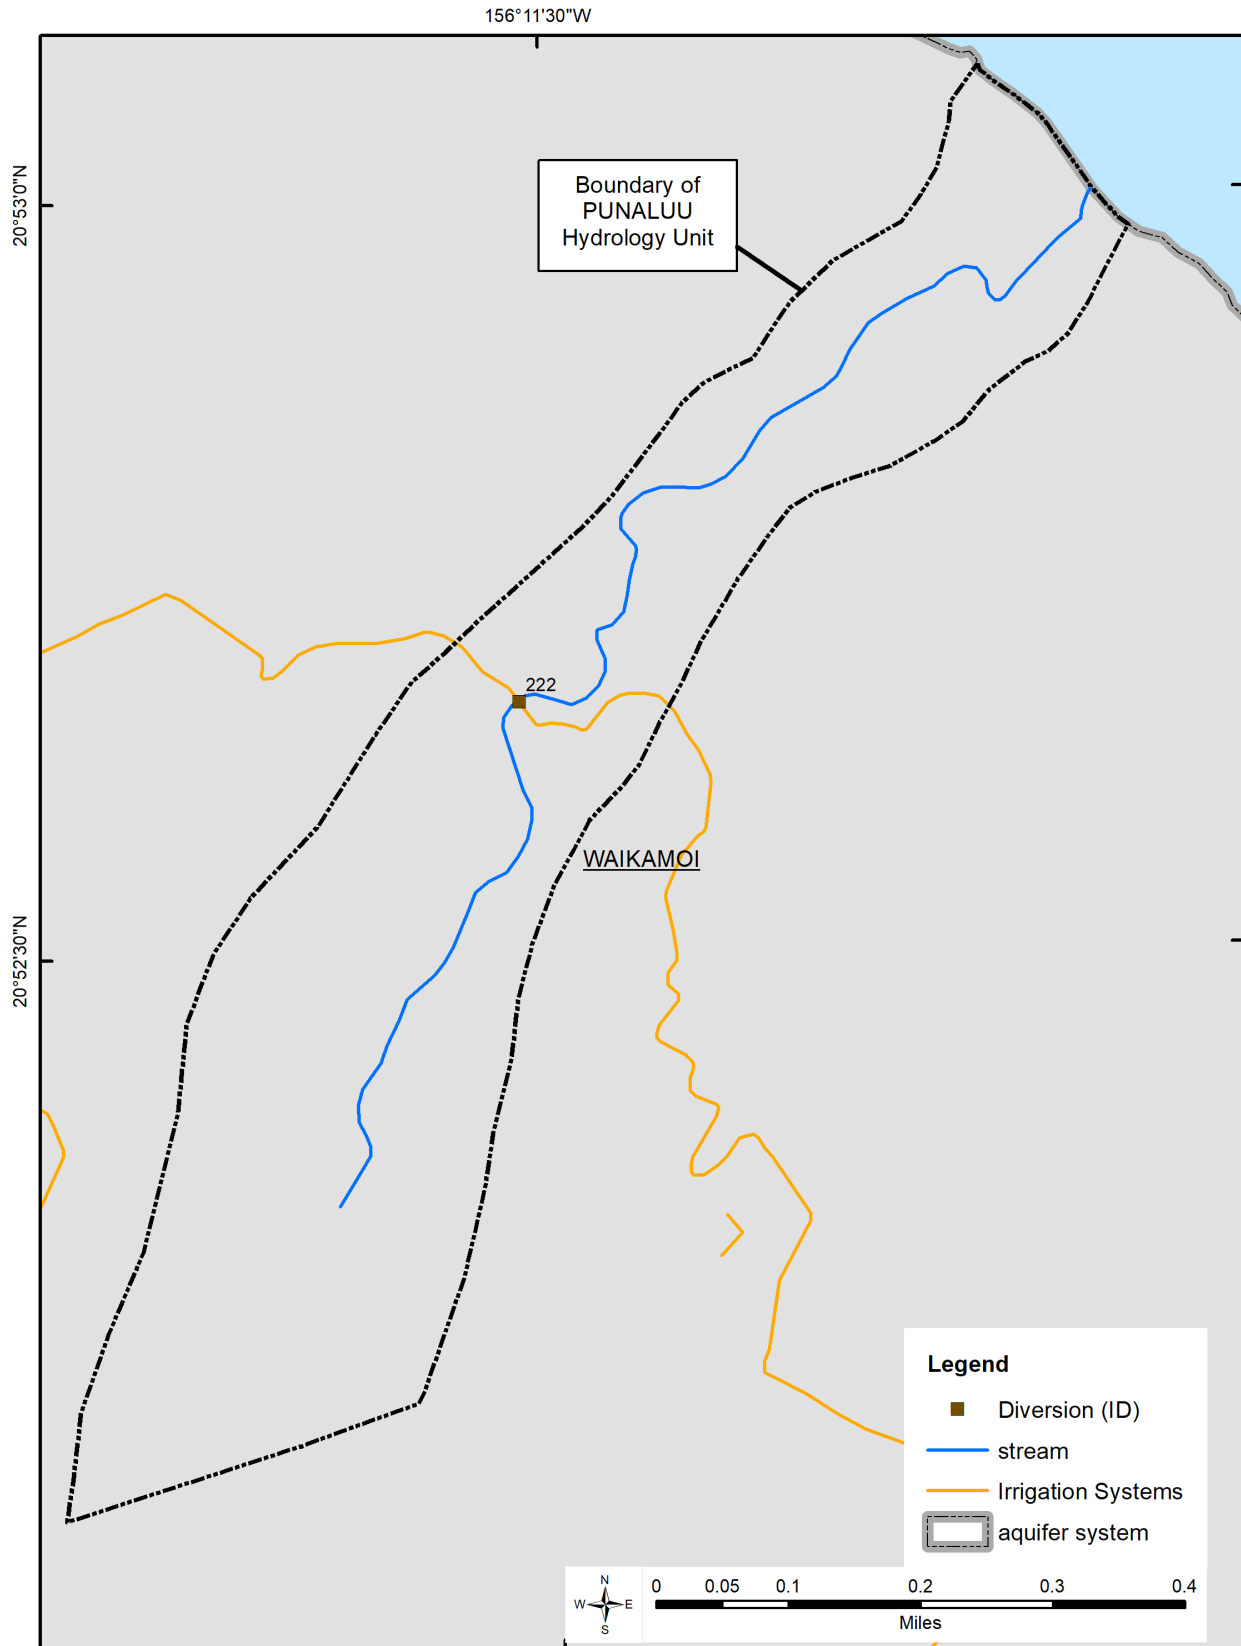 156°11'30"W
20°53'0"N
Boundary of
PUNALUU
Hydrology Unit
222
WAIKAMOI
20°52'30"N
Legend
Diversion (ID)
stream
Irrigation Systems
aquifer system
N
W E
S
0 0.05 0.1 0.2 0.3 0.4
Miles